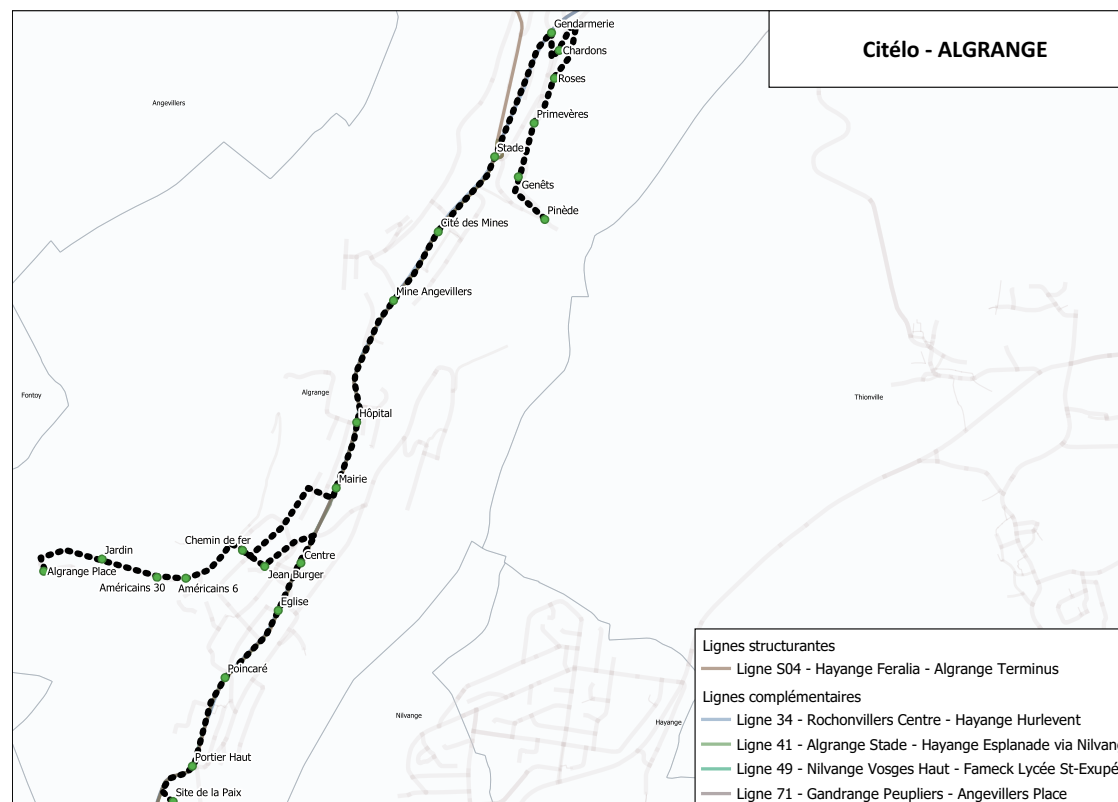 Citélo - ALGRANGE
Gendarmerie
Chardons
Angevillers
Roses
Primevères
Stade
Genêts
Pinède
Cité des Mines
Mine Angevillers
Algrange
Fontoy
Thionville
Hôpital
Mairie
Chemin de fer
Jardin
Centre
Algrange Place
Jean Burger
Américains 30
Américains 6
Eglise
Poincaré
Nilvange
Hayange
Portier Haut
Site de la Paix
Lignes structurantes
Ligne S04 - Hayange Feralia - Algrange Terminus
Lignes complémentaires
Ligne 34 - Rochonvillers Centre - Hayange Hurlevent
Ligne 41 - Algrange Stade - Hayange Esplanade via Nilvang
Ligne 49 - Nilvange Vosges Haut - Fameck Lycée St-Exupé
Ligne 71 - Gandrange Peupliers - Angevillers Place